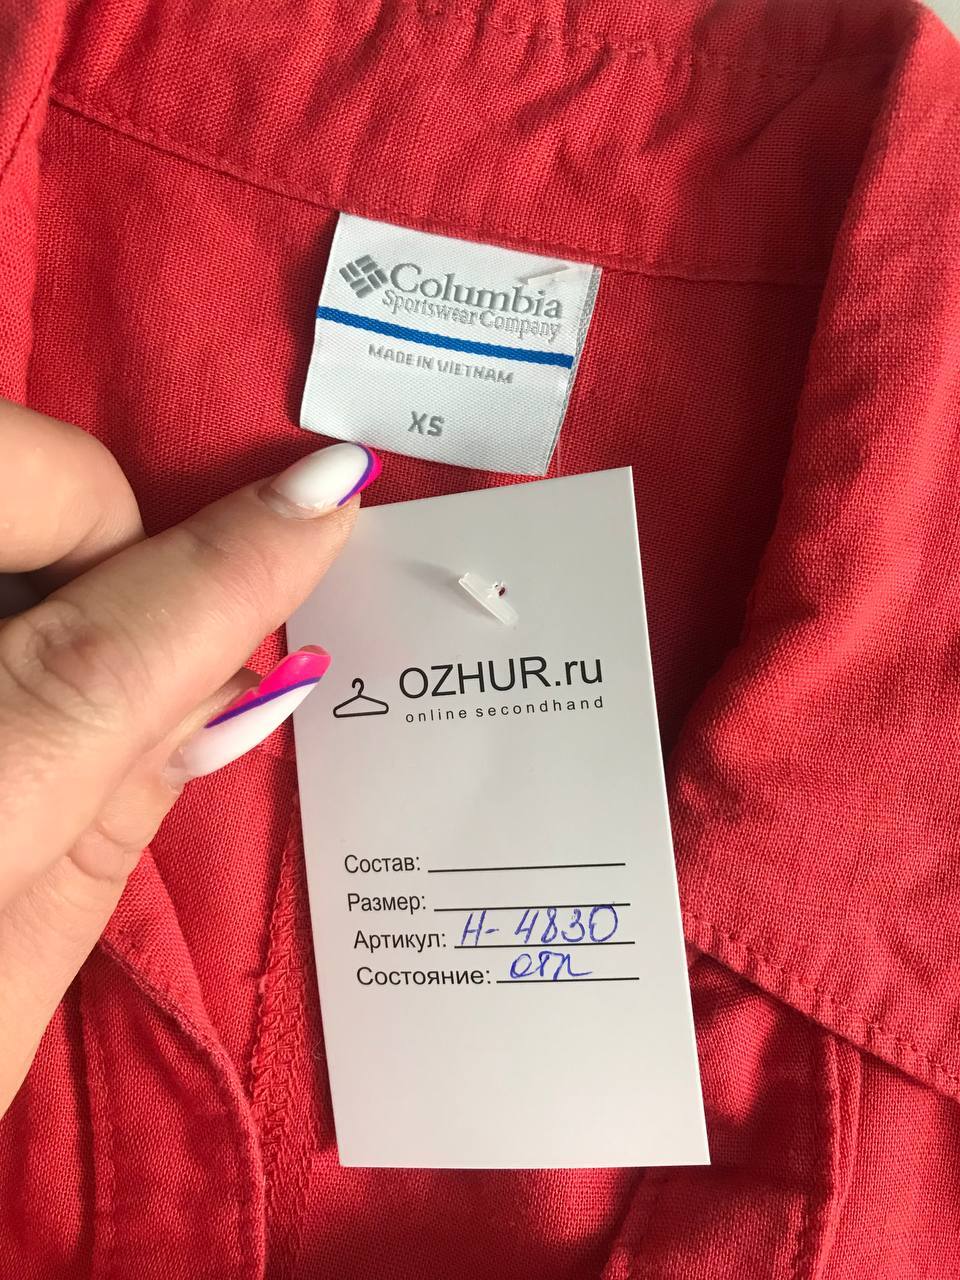 Columbia
Sportswear Company
MADE IN VIETNAM
XS
OZHUR.ru
online secondhand
Состав:
Размер:
Артикул: Н-4830
Состояние: отл